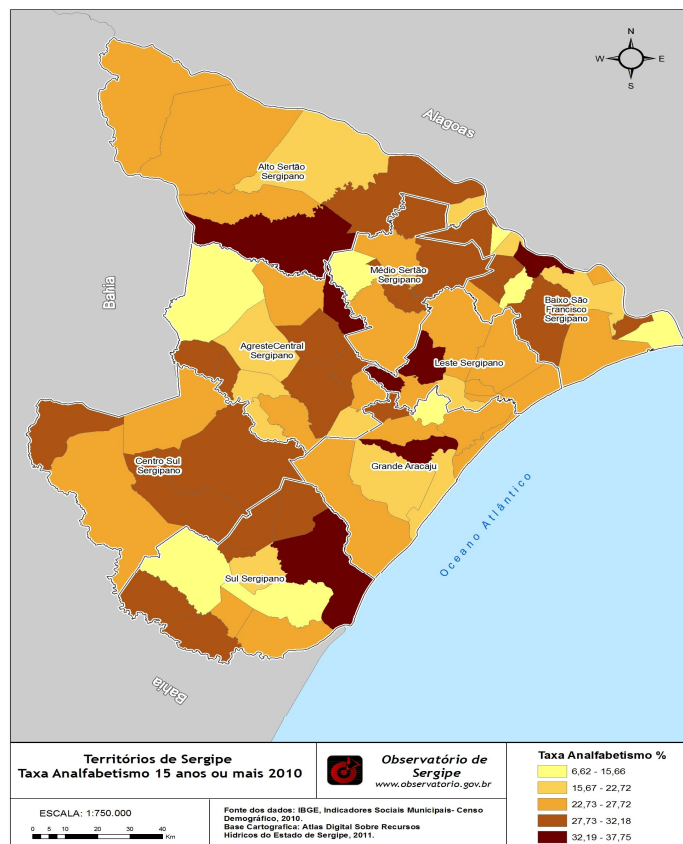 N
W
E
S
Alagoas
Alto Sertão
Sergipano
Bahia
Médio Sertão
Sergipano
Baixo São
Francisco
Sergipano
AgresteCentral
Sergipano
Leste Sergipano
Centro Sul
Sergipano
Grande Aracaju
Oceano Atlântico
Sul Sergipano
Bahia
Territórios de Sergipe
Taxa Analfabetismo 15 anos ou mais 2010
Observatório de
Sergipe
www.observatorio.gov.br
Taxa Analfabetismo %
6,62 - 15,66
15,67 - 22,72
22,73 - 27,72
27,73 - 32,18
32,19 - 37,75
ESCALA: 1:750.000
0 5 10 20 30 40
Km
Fonte dos dados: IBGE, Indicadores Sociais Municipais- Censo
Demográfico, 2010.
Base Cartografica: Atlas Digital Sobre Recursos
Hídricos do Estado de Sergipe, 2011.